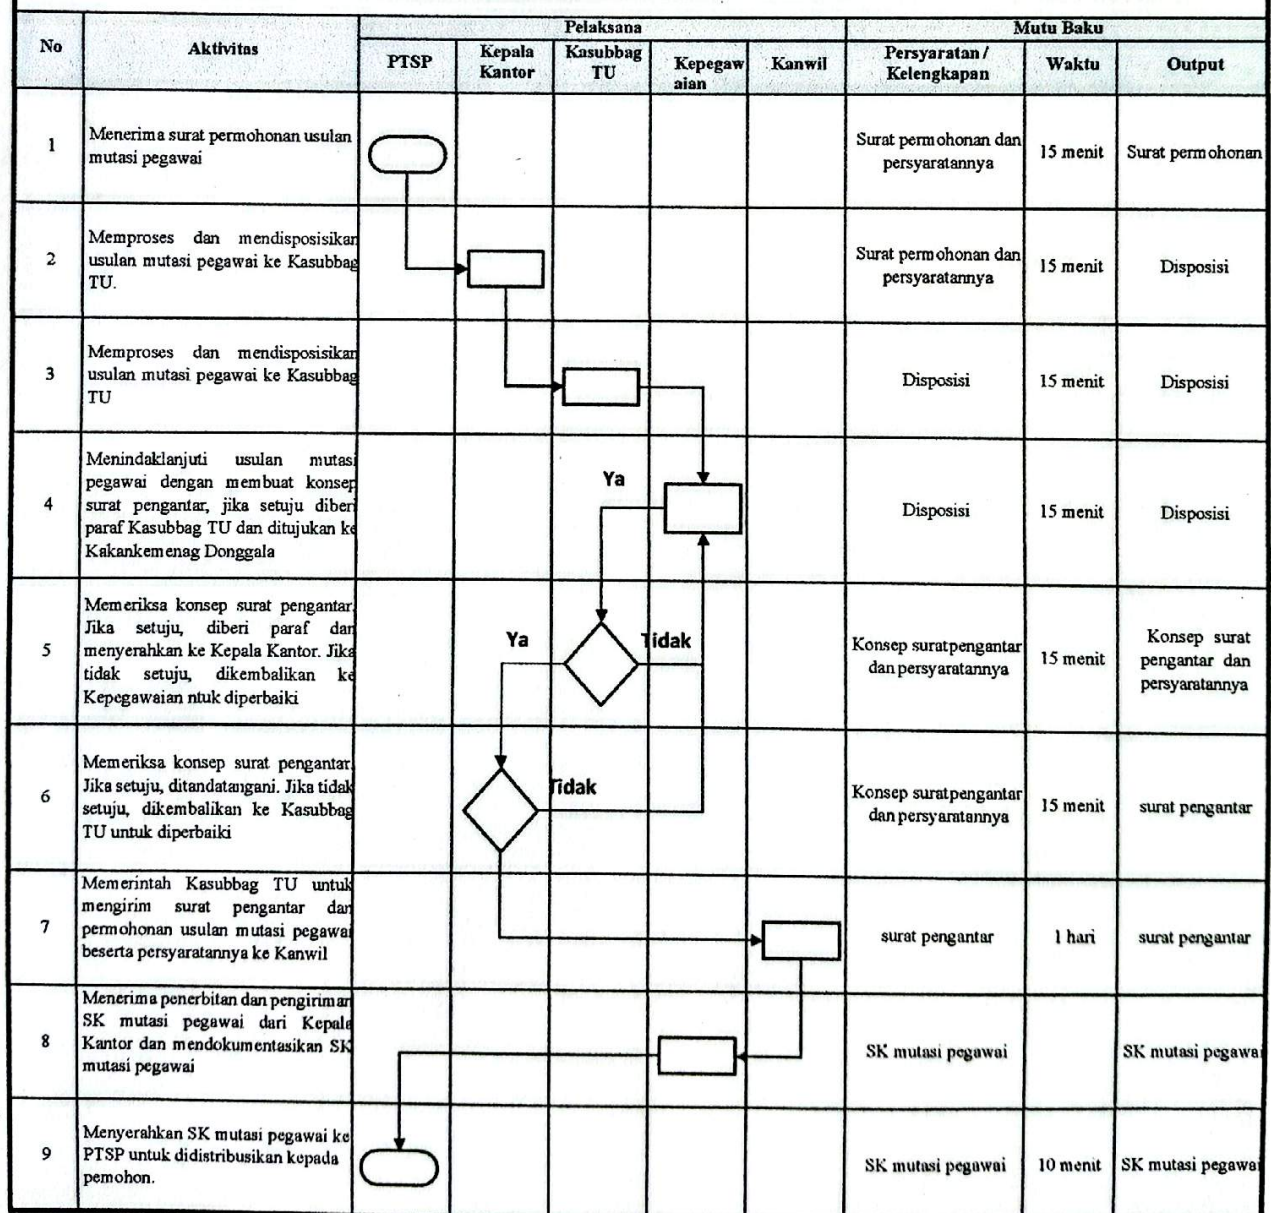 No
Aktivitas
Pelaksana
Mutu Baku
PTSP
Kepala
Kantor
Kasubbag
TU
Kepegaw
aian
Kanwil
Persyaratan /
Kelengkapan
Waktu
Output
1
Menerima surat permohonan usulan
mutasi pegawai
Surat permohonan dan
persyaratannya
15 menit
Surat permohonan
2
Memproses dan mendisposisikan
usulan mutasi pegawai ke Kasubbag
TU.
Surat permohonan dan
persyaratannya
15 menit
Disposisi
3
Memproses dan mendisposisikan
usulan mutasi pegawai ke Kasubbag
TU
Disposisi
15 menit
Disposisi
4
Menindaklanjuti usulan mutasi
pegawai dengan membuat konsep
surat pengantar, jika setuju diberi
paraf Kasubbag TU dan ditujukan ke
Kakankemenag Donggala
Ya
Disposisi
15 menit
Disposisi
5
Memeriksa konsep surat pengantar.
Jika setuju, diberi paraf dan
menyerahkan ke Kepala Kantor. Jika
tidak setuju, dikembalikan ke
Kepegawaian ntuk diperbaiki
Ya
Tidak
Konsep suratpengantar
dan persyaratannya
15 menit
Konsep surat
pengantar dan
persyaratannya
6
Memeriksa konsep surat pengantar.
Jika setuju, ditandatangani. Jika tidak
setuju, dikembalikan ke Kasubbag
TU untuk diperbaiki
Tidak
Konsep suratpengantar
dan persyaratannya
15 menit
surat pengantar
7
Memerintah Kasubbag TU untuk
mengirim surat pengantar dan
permohonan usulan mutasi pegawai
beserta persyaratannya ke Kanwil
surat pengantar
1 hari
surat pengantar
8
Menerima penerbitan dan pengiriman
SK mutasi pegawai dari Kepala
Kantor dan mendokumentasikan SK
mutasi pegawai
SK mutasi pegawai
SK mutasi pegawai
9
Menyerahkan SK mutasi pegawai ke
PTSP untuk didistribusikan kepada
pemohon.
SK mutasi pegawai
10 menit
SK mutasi pegawai